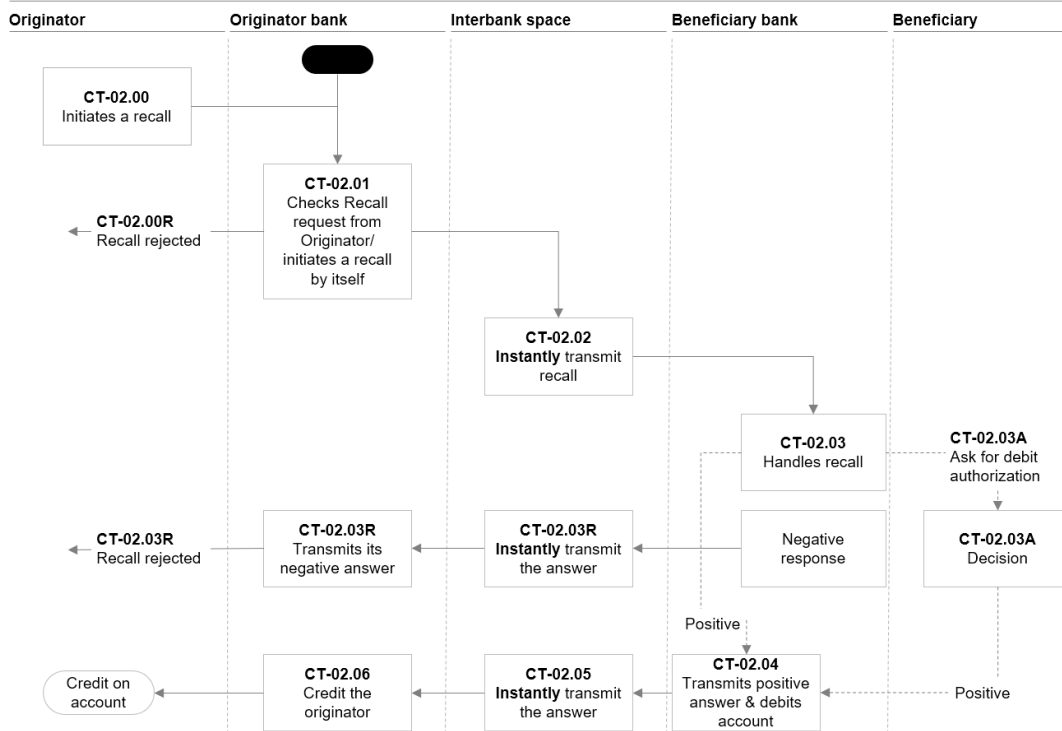 Originator
Originator bank
Interbank space
Beneficiary bank
Beneficiary
CT-02.00
Initiates a recall
CT-02.01
Checks Recall
request from
Originator/
initiates a recall
by itself
CT-02.00R
Recall rejected
CT-02.02
Instantly transmit
recall
CT-02.03
Handles recall
CT-02.03A
Ask for debit
authorization
CT-02.03R
Recall rejected
CT-02.03R
Transmits its
negative answer
CT-02.03R
Instantly transmit
the answer
Negative
response
CT-02.03A
Decision
Positive
Credit on
account
CT-02.06
Credit the
originator
CT-02.05
Instantly transmit
the answer
CT-02.04
Transmits positive
answer & debits
account
Positive